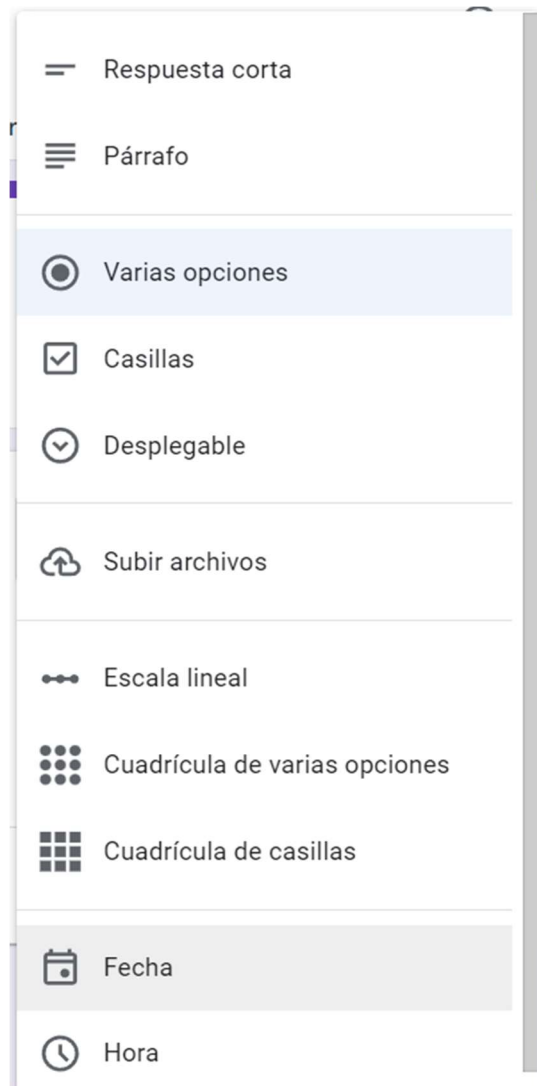 Respuesta corta
Párrafo
Varias opciones
Casillas
Desplegable
Subir archivos
Escala lineal
Cuadrícula de varias opciones
Cuadrícula de casillas
Fecha
Hora